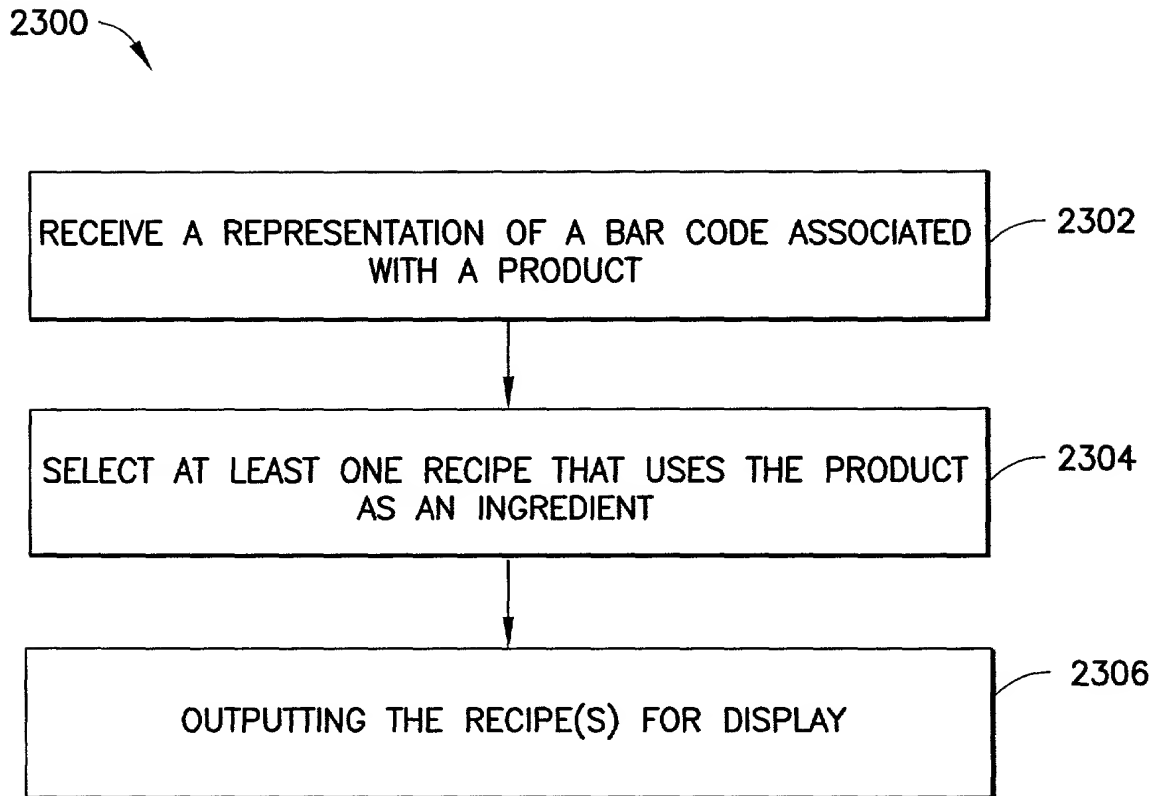 2300
RECEIVE A REPRESENTATION OF A BAR CODE ASSOCIATED
WITH A PRODUCT
2302
SELECT AT LEAST ONE RECIPE THAT USES THE PRODUCT
AS AN INGREDIENT
2304
OUTPUTTING THE RECIPE(S) FOR DISPLAY
2306